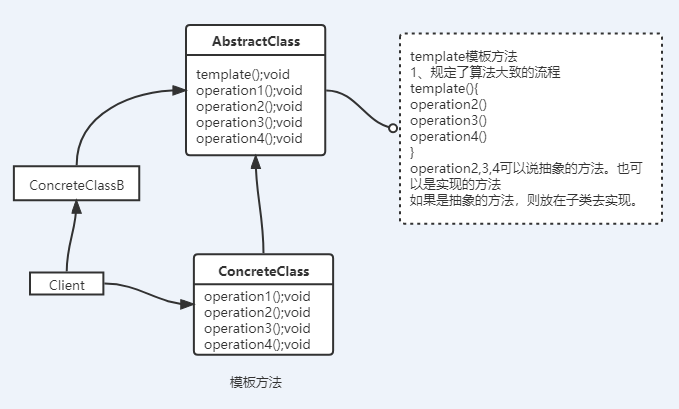 AbstractClass
template();void
operation1();void
operation2();void
operation3();void
operation4();void
template模板方法
1、规定了算法大致的流程
template(){
operation2()
operation3()
operation4()
}
operation2,3,4可以说抽象的方法。也可
以是实现的方法
如果是抽象的方法，则放在子类去实现。
ConcreteClassB
Client
ConcreteClass
operation1();void
operation2();void
operation3();void
operation4();void
模板方法